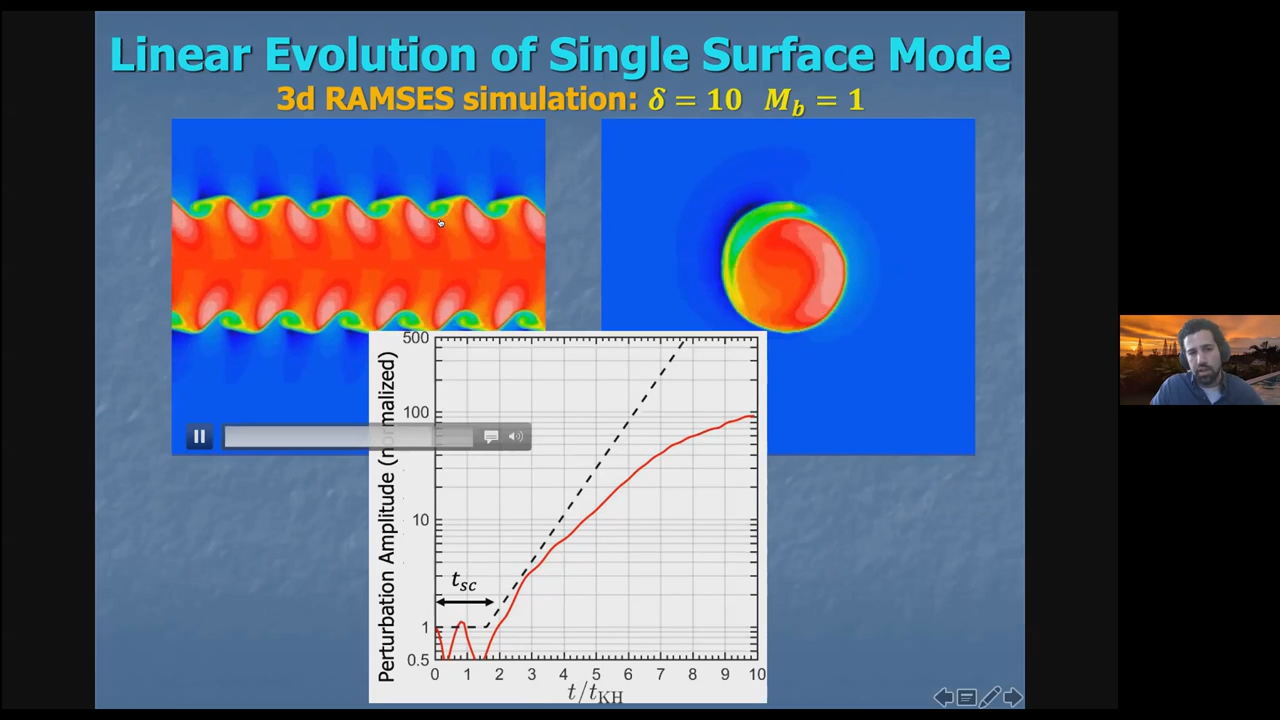 Linear Evolution of Single Surface Mode
3d RAMSES simulation: δ = 10 M_b = 1
Perturbation Amplitude (normalized)
500
100
10
1
0.5
t_sc
0 1 2 3 4 5 6 7 8 9 10
t/t_KH